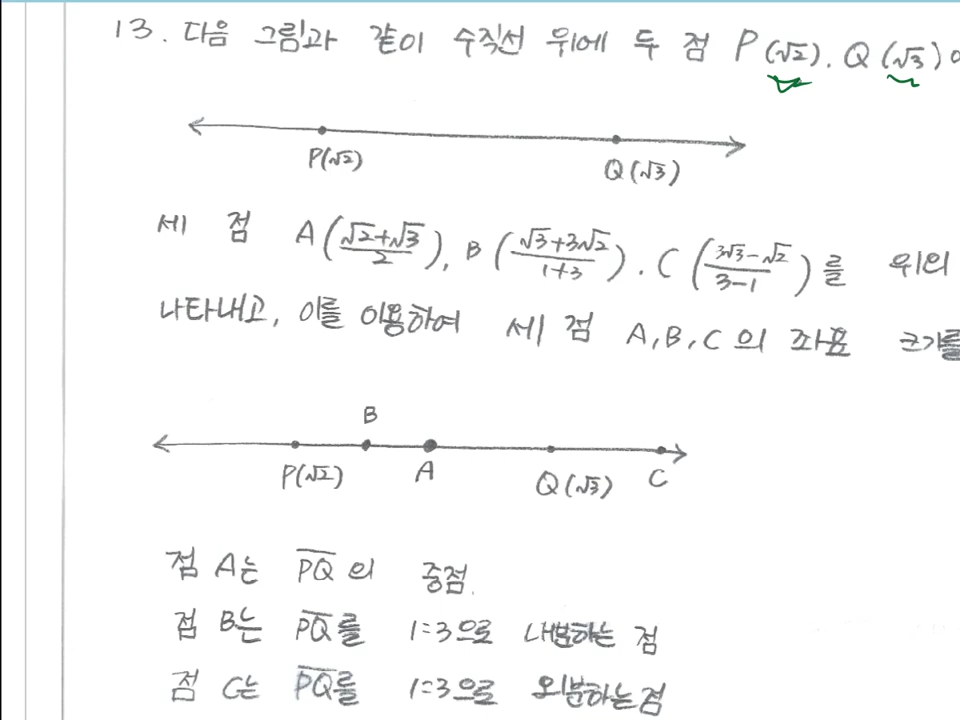 13. 다음 그림과 같이 수직선 위에 두 점 P(√2). Q(√3)
P(√2) Q(√3)
세 점 A(√2+√3/2), B(√3+3√2/1+3). C(3√3-√2/3-1)를 위의
나타내고, 이를 이용하여 세 점 A, B, C의 좌표 크기를
B
P(√2) A Q(√3) C
점 A는 PQ의 중점.
점 B는 PQ를 1:3으로 내분하는 점
점 C는 PQ를 1:3으로 외분하는 점